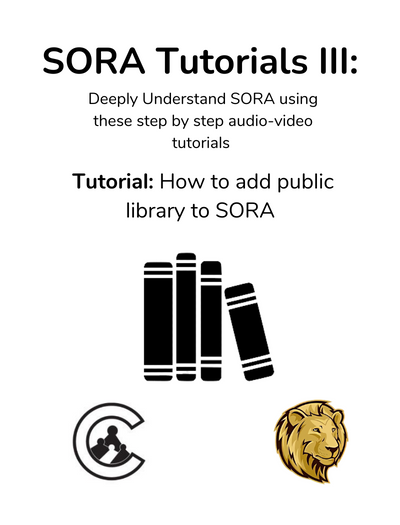 SORA Tutorials III:
Deeply Understand SORA using
these step by step audio-video
tutorials
Tutorial: How to add public
library to SORA